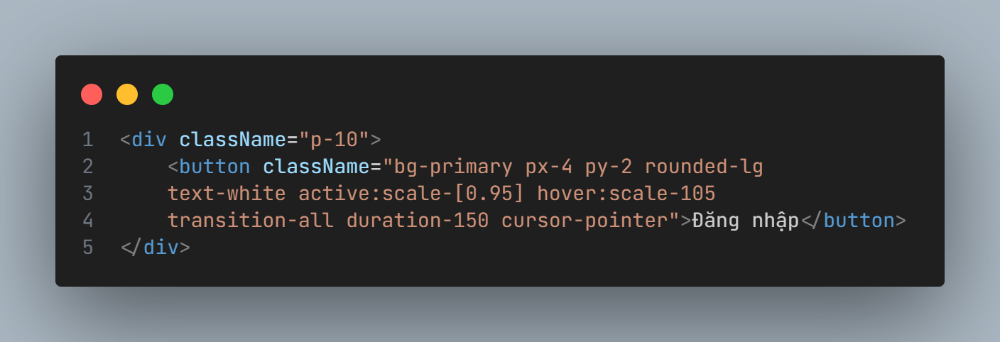 1 <div className="p-10">
2 <button className="bg-primary px-4 py-2 rounded-lg
3 text-white active:scale-[0.95] hover:scale-105
4 transition-all duration-150 cursor-pointer">Đăng nhập</button>
5 </div>